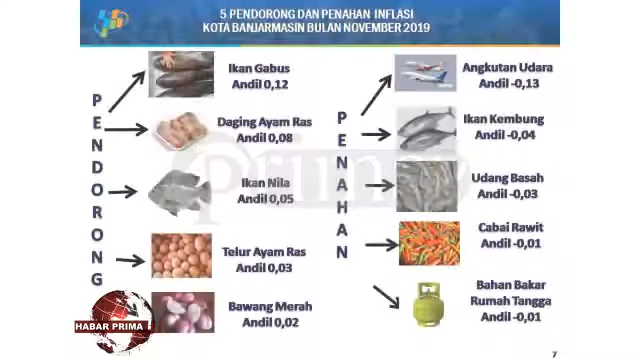 5 PENDORONG DAN PENAHAN INFLASI
KOTA BANJARMASIN BULAN NOVEMBER 2019
PENDORONG
Ikan Gabus
Andil 0,12
Daging Ayam Ras
Andil 0,08
Ikan Nila
Andil 0,05
Telur Ayam Ras
Andil 0,03
Bawang Merah
Andil 0,02
PENAHAN
Angkutan Udara
Andil -0,13
Ikan Kembung
Andil -0,04
Udang Basah
Andil -0,03
Cabai Rawit
Andil -0,01
Bahan Bakar
Rumah Tangga
Andil -0,01
Prima
HABAR PRIMA
7